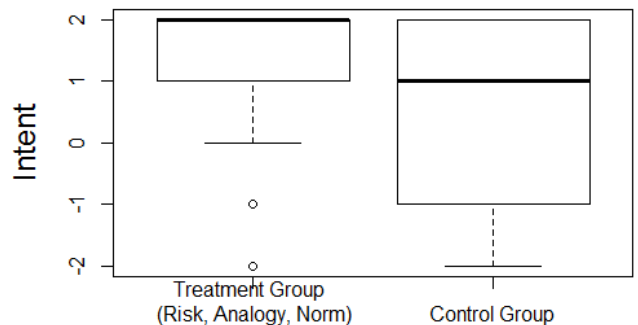 Intent
2
1
0
-1
-2
Treatment Group
(Risk, Analogy, Norm)
Control Group